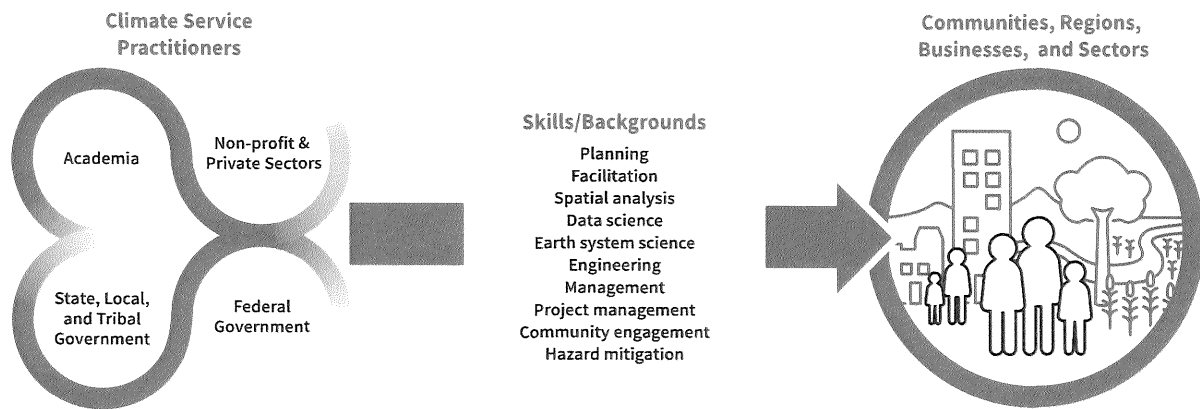 Climate Service
Practitioners
Academia
Non-profit &
Private Sectors
State, Local,
and Tribal
Government
Federal
Government
Skills/Backgrounds
Planning
Facilitation
Spatial analysis
Data science
Earth system science
Engineering
Management
Project management
Community engagement
Hazard mitigation
Communities, Regions,
Businesses, and Sectors